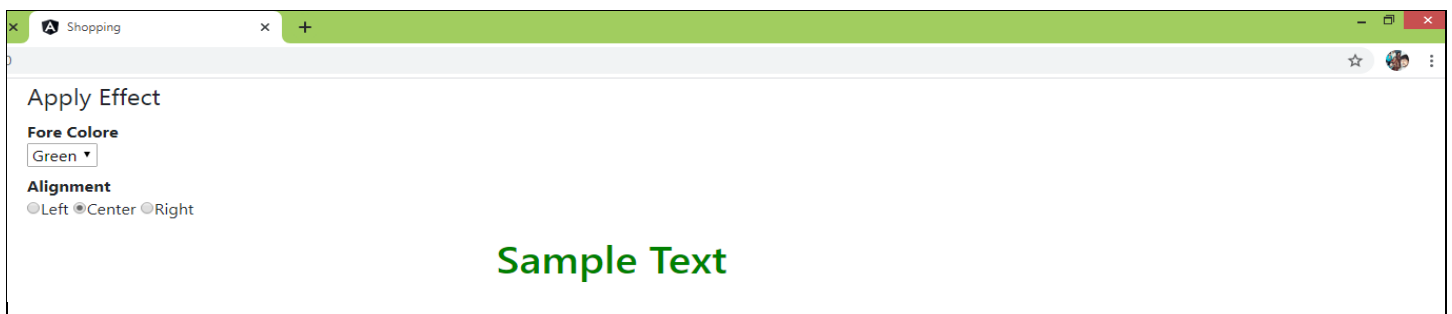 Shopping
Apply Effect
Fore Colore
Green
Alignment
Left Center Right
Sample Text